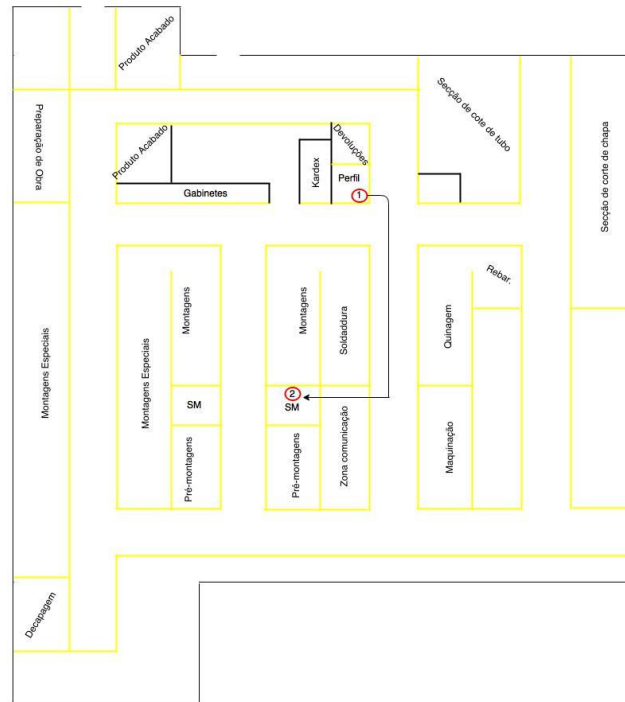 Produto Acabado
Preparação de Obra
Produto Acabado
Gabinetes
Kardex
Devoluções
Perfil
1
Secção de cote de tubo
Secção de corte de chapa
Montagens Especiais
Montagens Especiais
Montagens
SM
Pré-montagens
Montagens
Soldaddura
2
SM
Pré-montagens
Zona comunicação
Quinagem
Rebar.
Maquinação
Decapagem